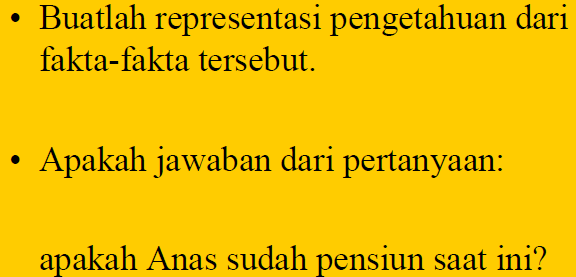 • Buatlah representasi pengetahuan dari
fakta-fakta tersebut.
• Apakah jawaban dari pertanyaan:
apakah Anas sudah pensiun saat ini?